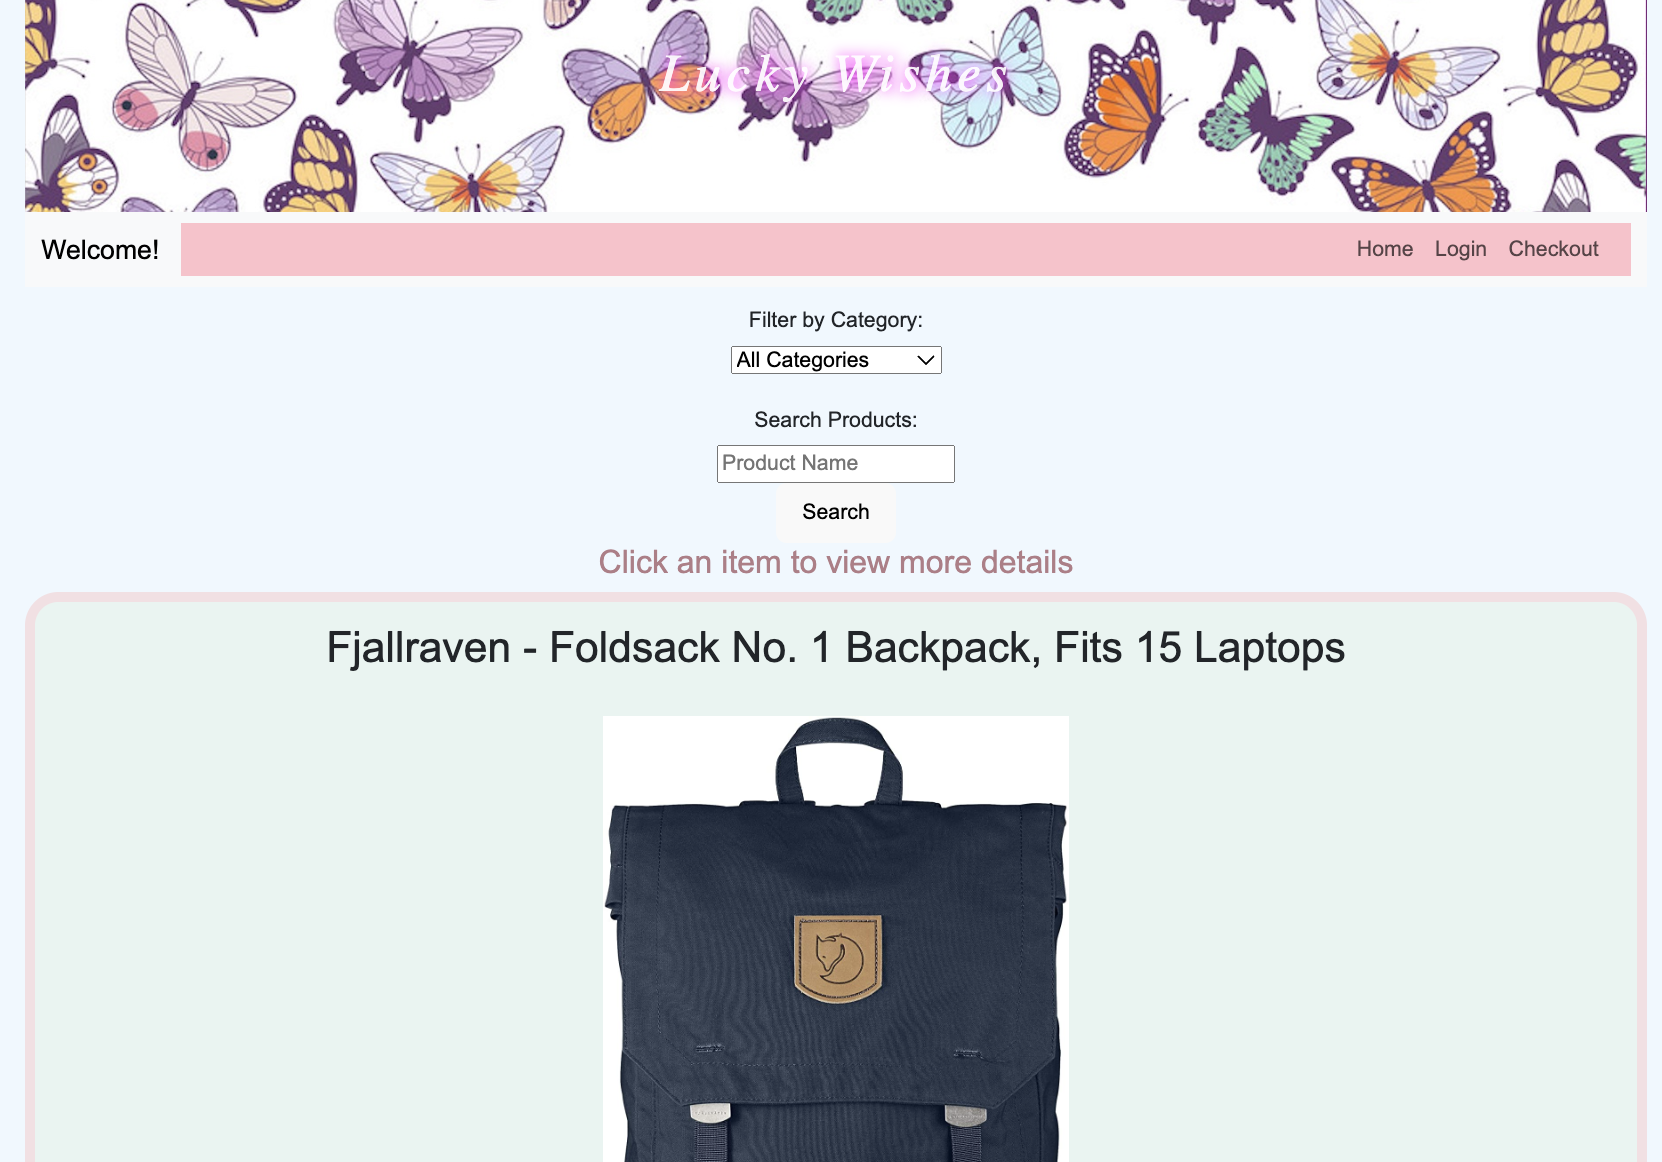 Lucky Wishes
Welcome!
Home Login Checkout
Filter by Category:
All Categories
Search Products:
Product Name
Search
Click an item to view more details
Fjallraven - Foldsack No. 1 Backpack, Fits 15 Laptops